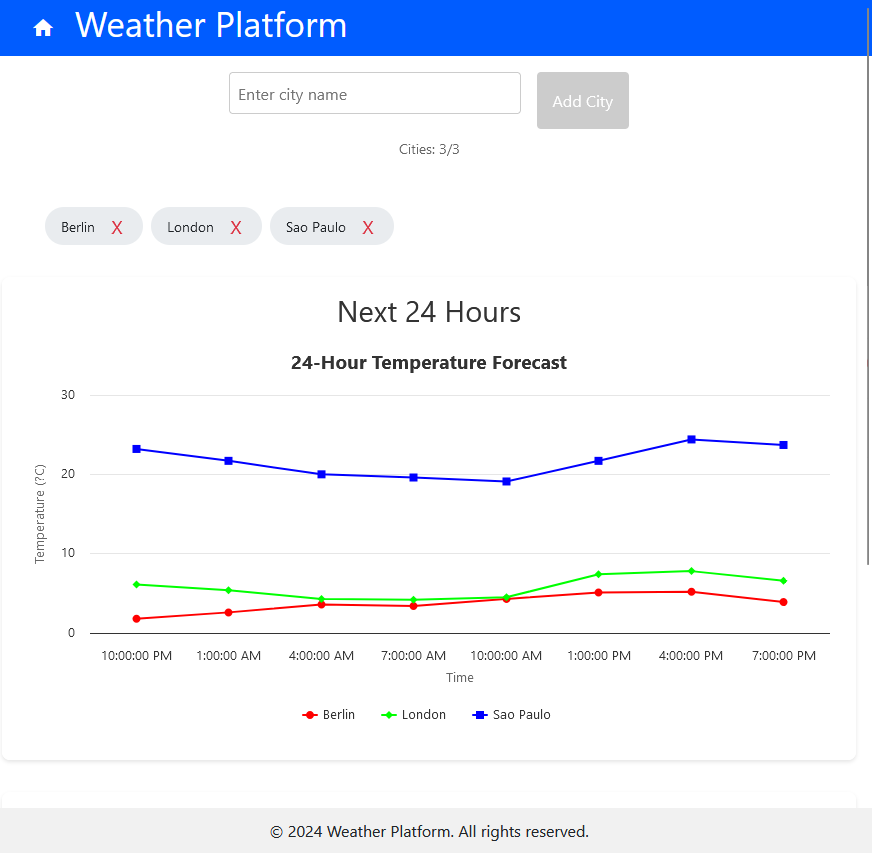 Weather Platform
Enter city name
Add City
Cities: 3/3
Berlin X London X Sao Paulo X
Next 24 Hours
24-Hour Temperature Forecast
30
20
10
0
Temperature (?C)
10:00:00 PM 1:00:00 AM 4:00:00 AM 7:00:00 AM 10:00:00 AM 1:00:00 PM 4:00:00 PM 7:00:00 PM
Time
Berlin London Sao Paulo
© 2024 Weather Platform. All rights reserved.